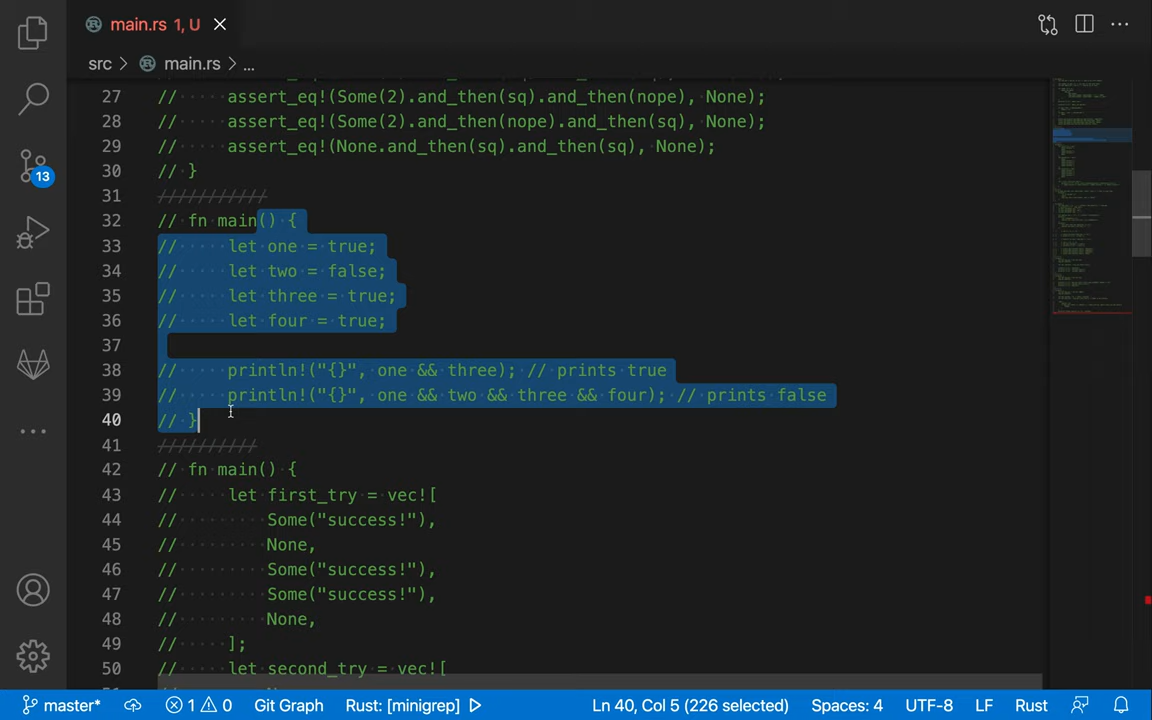 main.rs 1, U
src > main.rs > ...
27 // assert_eq!(Some(2).and_then(sq).and_then(nope), None);
28 // assert_eq!(Some(2).and_then(nope).and_then(sq), None);
29 // assert_eq!(None.and_then(sq).and_then(sq), None);
30 // }
31 ///////////
32 // fn main() {
33 // let one = true;
34 // let two = false;
35 // let three = true;
36 // let four = true;
37
38 // println!("{}", one && three); // prints true
39 // println!("{}", one && two && three && four); // prints false
40 // }
41 //////////
42 // fn main() {
43 // let first_try = vec![
44 // Some("success!"),
45 // None,
46 // Some("success!"),
47 // Some("success!"),
48 // None,
49 // ];
50 // let second_try = vec![
13
master* 1 0 Git Graph Rust: [minigrep] Ln 40, Col 5 (226 selected) Spaces: 4 UTF-8 LF Rust